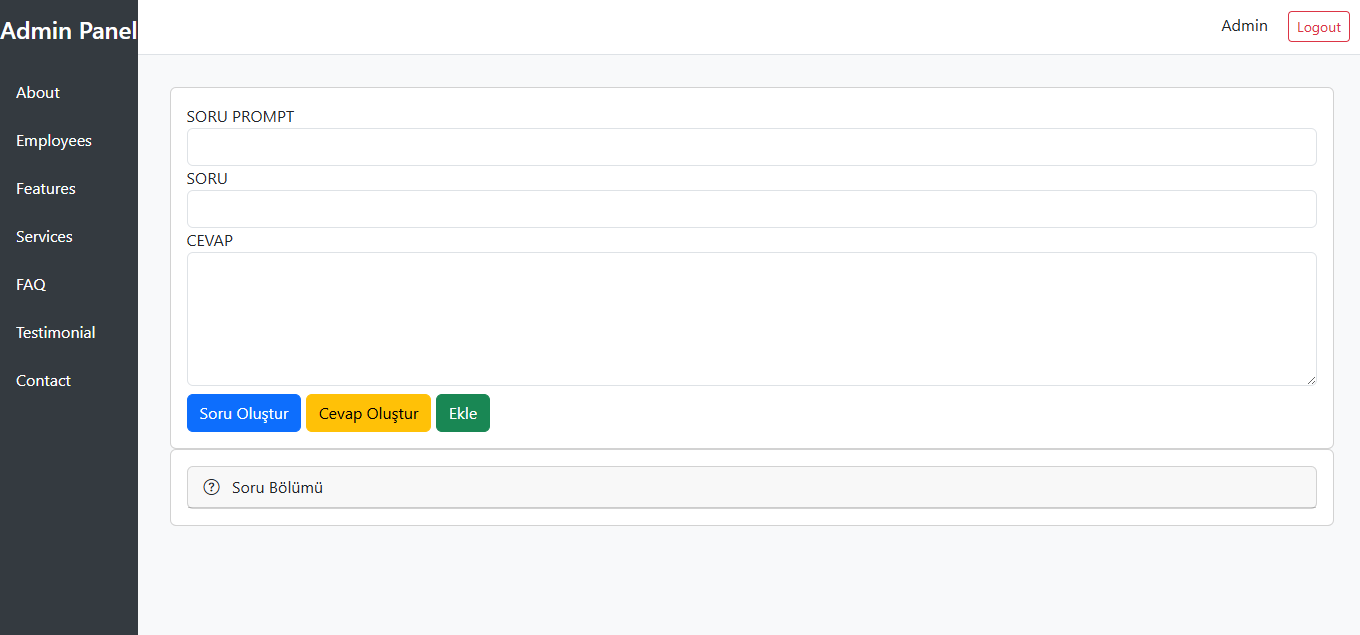 Admin Panel
Admin
Logout
About
Employees
Features
Services
FAQ
Testimonial
Contact
SORU PROMPT
SORU
CEVAP
Soru Oluştur
Cevap Oluştur
Ekle
Soru Bölümü